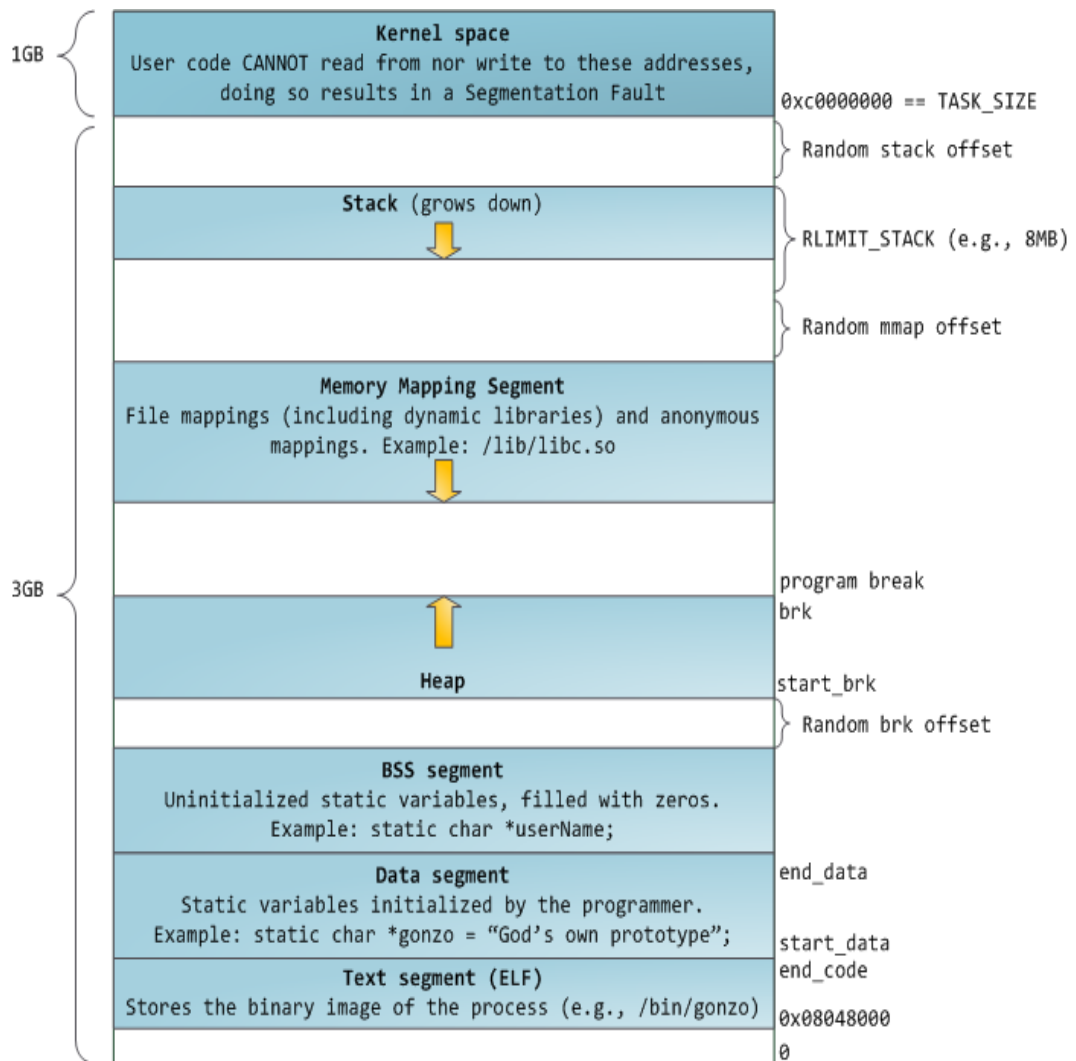 1GB
Kernel space
User code CANNOT read from nor write to these addresses,
doing so results in a Segmentation Fault
0xc0000000 == TASK_SIZE
Random stack offset
Stack (grows down)
RLIMIT_STACK (e.g., 8MB)
Random mmap offset
Memory Mapping Segment
File mappings (including dynamic libraries) and anonymous
mappings. Example: /lib/libc.so
3GB
program break
brk
Heap
start_brk
Random brk offset
BSS segment
Uninitialized static variables, filled with zeros.
Example: static char *userName;
Data segment
Static variables initialized by the programmer.
Example: static char *gonzo = “God’s own prototype”;
end_data
start_data
Text segment (ELF)
Stores the binary image of the process (e.g., /bin/gonzo)
end_code
0x08048000
0